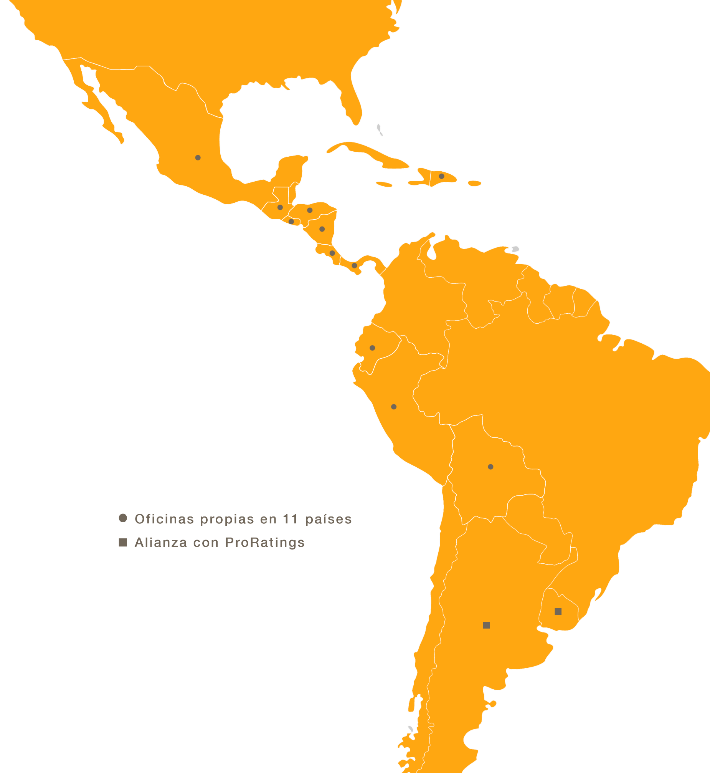 Oficinas propias en 11 países
Alianza con ProRatings